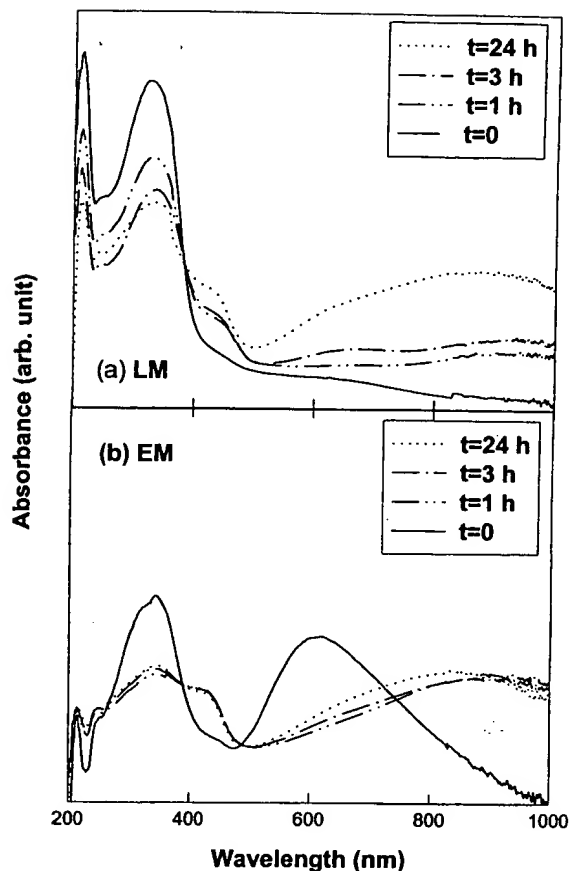 t=24 h
t=3 h
t=1 h
t=0
(a) LM
Absorbance (arb. unit)
(b) EM
t=24 h
t=3 h
t=1 h
t=0
200 400 600 800 1000
Wavelength (nm)